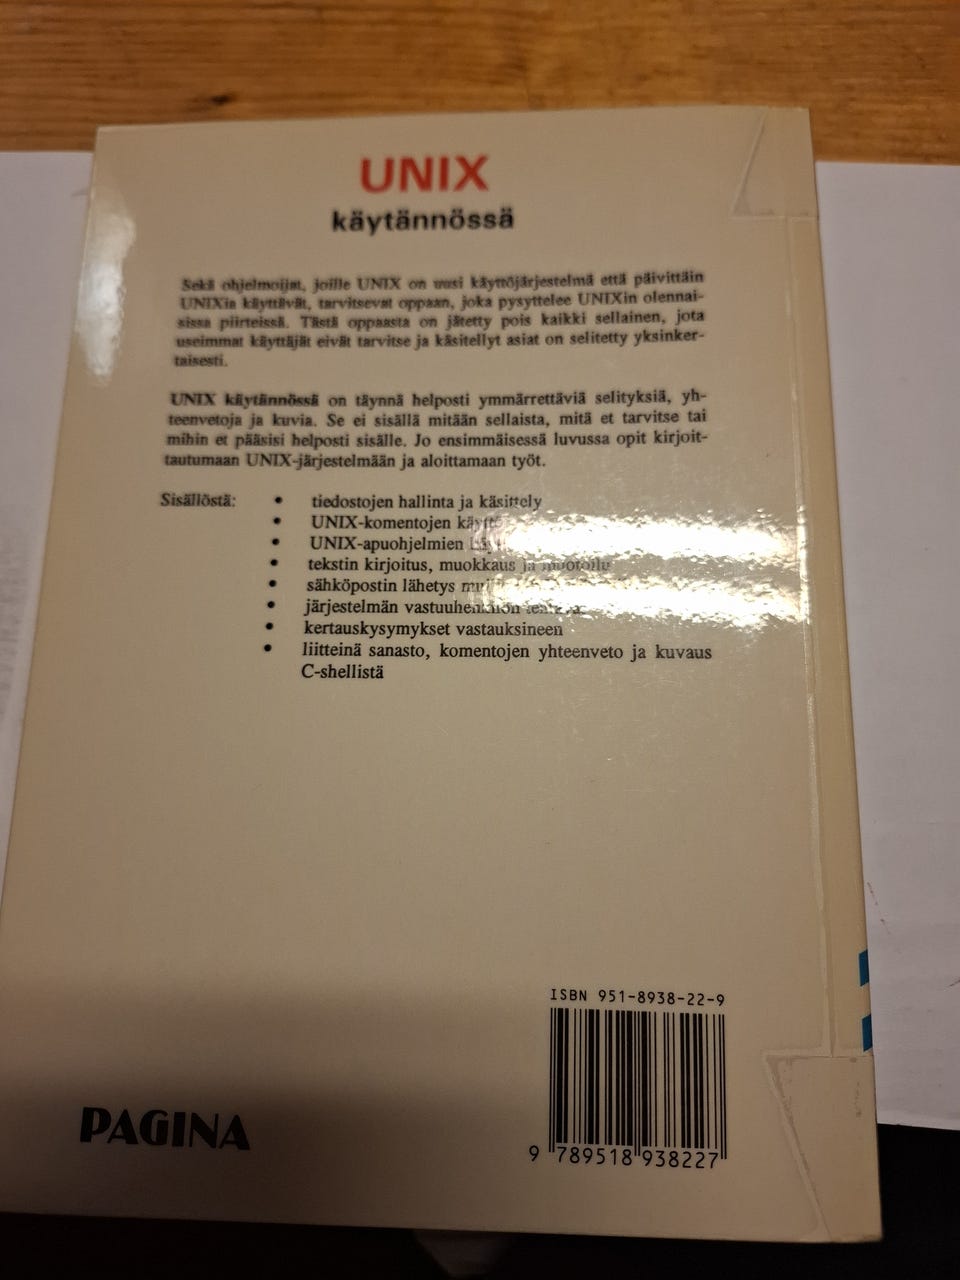 UNIX
käytännössä
Sekä ohjelmoijat, joille UNIX on uusi käyttöjärjestelmä että päivittäin
UNIXia käyttävät, tarvitsevat oppaan, joka pysyttelee UNIXin olennai-
sissa piirteissä. Tästä oppaasta on jätetty pois kaikki sellainen, jota
useimmat käyttäjät eivät tarvitse ja käsitellyt asiat on selitetty yksinker-
taisesti.
UNIX käytännössä on täynnä helposti ymmärrettäviä selityksiä, yh-
teenvetoja ja kuvia. Se ei sisällä mitään sellaista, mitä et tarvitse tai
mihin et pääsisi helposti sisälle. Jo ensimmäisessä luvussa opit kirjoit-
tautumaan UNIX-järjestelmään ja aloittamaan työt.
Sisällöstä: • tiedostojen hallinta ja käsittely
• UNIX-komentojen käyttö
• UNIX-apuohjelmien
• tekstin kirjoitus, muokkaus ja muotoilu
• sähköpostin lähetys
• järjestelmän vastuuhenkilön
• kertauskysymykset vastauksineen
• liitteinä sanasto, komentojen yhteenveto ja kuvaus
C-shellistä
ISBN 951-8938-22-9
9 789518 938227
PAGINA